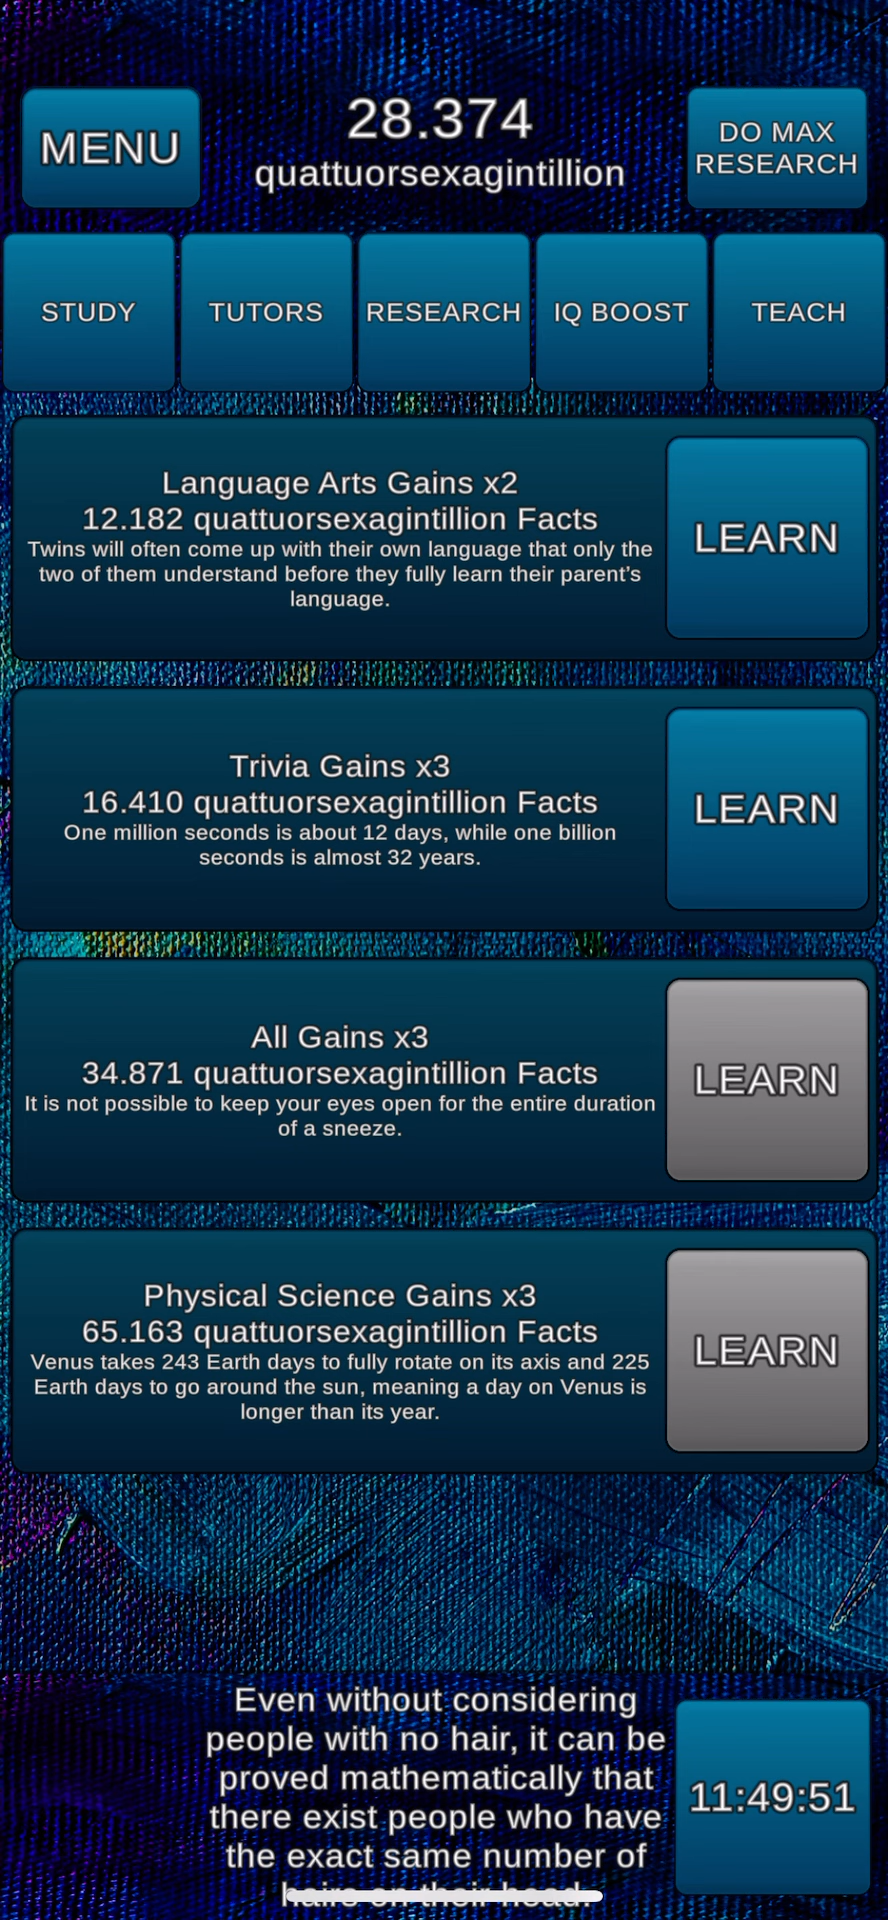 MENU
28.374
quattuorsexagintillion
DO MAX
RESEARCH
STUDY
TUTORS
RESEARCH
IQ BOOST
TEACH
Language Arts Gains x2
12.182 quattuorsexagintillion Facts
Twins will often come up with their own language that only the
two of them understand before they fully learn their parent's
language.
LEARN
Trivia Gains x3
16.410 quattuorsexagintillion Facts
One million seconds is about 12 days, while one billion
seconds is almost 32 years.
LEARN
All Gains x3
34.871 quattuorsexagintillion Facts
It is not possible to keep your eyes open for the entire duration
of a sneeze.
LEARN
Physical Science Gains x3
65.163 quattuorsexagintillion Facts
Venus takes 243 Earth days to fully rotate on its axis and 225
Earth days to go around the sun, meaning a day on Venus is
longer than its year.
LEARN
Even without considering
people with no hair, it can be
proved mathematically that
there exist people who have
the exact same number of
hairs on their head.
11:49:51